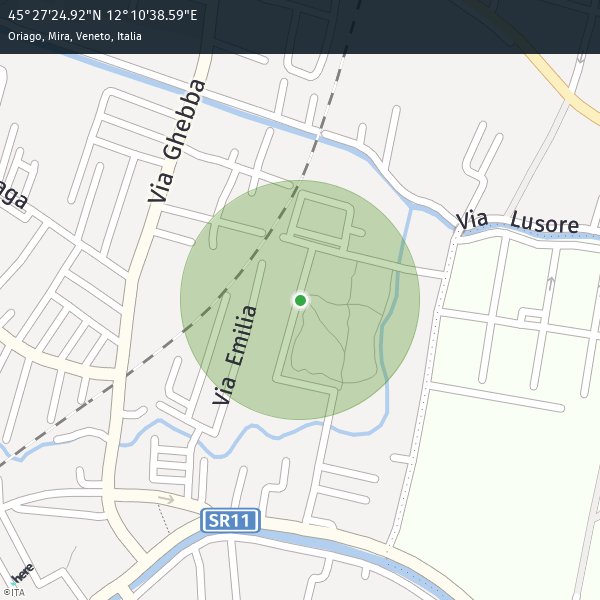 45°27'24.92"N 12°10'38.59"E
Oriago, Mira, Veneto, Italia
Via Ghebba
aga
Via Lusore
Via Emilia
SR11
here
©ITA